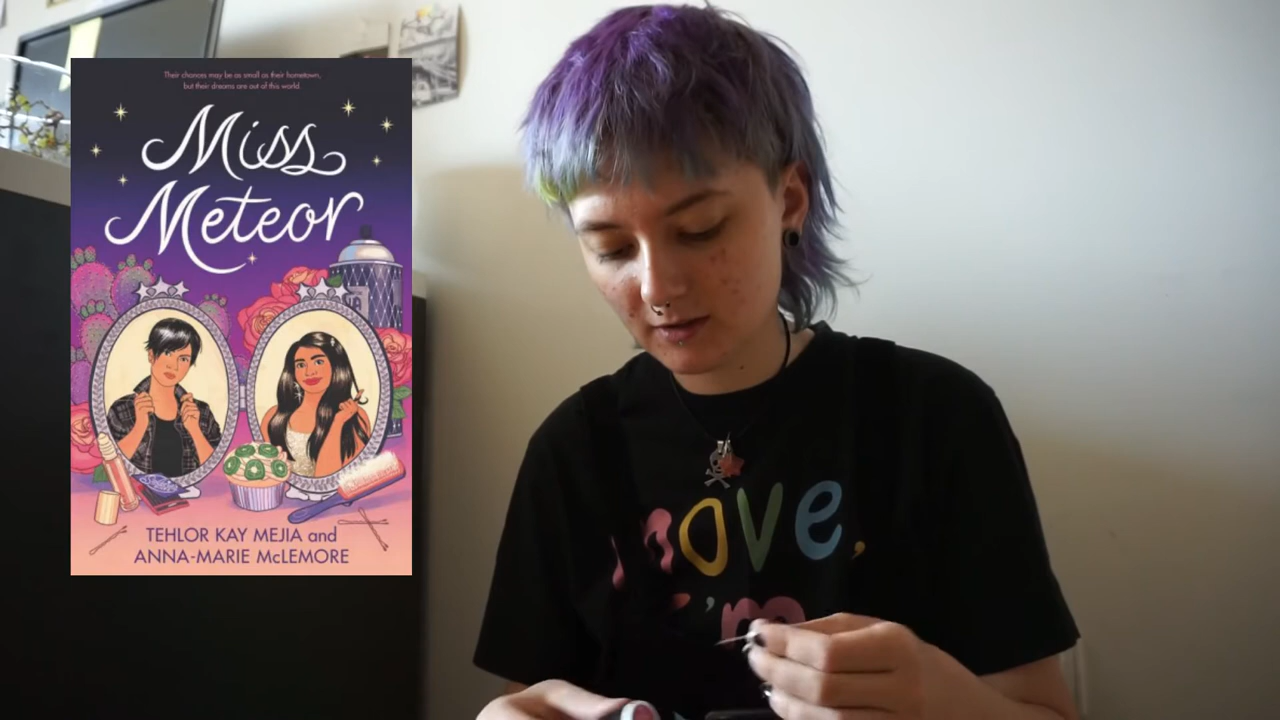 Their chances may be as small as their hometown,
but their dreams are out of this world.
Miss
Meteor
TEHLOR KAY MEJIA and
ANNA-MARIE McLEMORE
move,
I'm